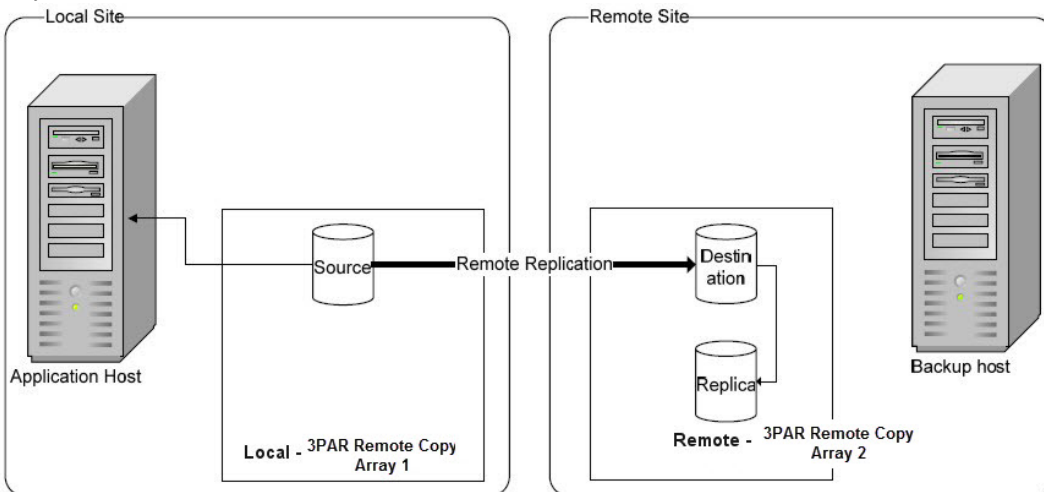 Local Site
Remote Site
Source
Remote Replication
Destin
ation
Replica
Application Host
Backup host
Local - 3PAR Remote Copy
Array 1
Remote - 3PAR Remote Copy
Array 2